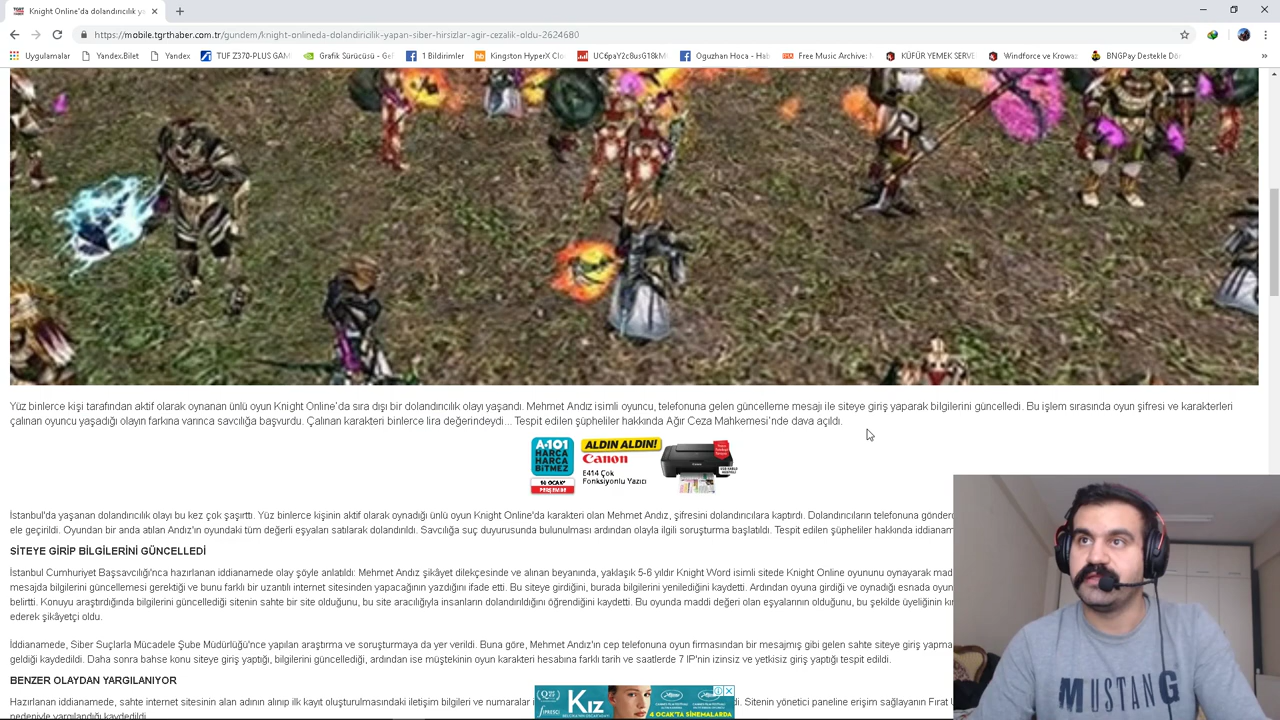 Knight Online'da dolandırıcılık y
https://mobile.tgrthaber.com.tr/gundem/knight-onlineda-dolandiricilik-yapan-siber-hirsizlar-agir-cezalik-oldu-2624680
Uygulamalar Yandex.Bilet Yandex TUF Z370-PLUS GAM Grafik Sürücüsü - Ge 1 Bildirimler Kingston HyperX Clo UC6paY2c8usG18kM Oguzhan Hoca - Hab Free Music Archive: KÜFÜR YEMEK SERVE Windforce ve Krowaz BNGPay Destekle
Yüz binlerce kişi tarafından aktif olarak oynanan ünlü oyun Knight Online'da sıra dışı bir dolandırıcılık olayı yaşandı. Mehmet Andız isimli oyuncu, telefonuna gelen güncelleme mesajı ile siteye giriş yaparak bilgilerini güncelledi. Bu işlem sırasında oyun şifresi ve karakterleri
çalınan oyuncu yaşadığı olayın farkına varınca savcılığa başvurdu. Çalınan karakteri binlerce lira değerindeydi... Tespit edilen şüpheliler hakkında Ağır Ceza Mahkemesi'nde dava açıldı.
A101
HARCA
HARCA
BİTMEZ
14 OCAK
PERŞEMBE
ALDIN ALDIN!
Canon
E414 Çok
Fonksiyonlu Yazıcı
İstanbul'da yaşanan dolandırıcılık olayı bu kez çok şaşırttı. Yüz binlerce kişinin aktif olarak oynadığı ünlü oyun Knight Online'da karakteri olan Mehmet Andız, şifresini dolandırıcılara kaptırdı. Dolandırıcıların telefonuna gönder
ele geçirildi. Oyundan bir anda atılan Andız'ın oyundaki tüm değerli eşyaları satılarak dolandırıldı. Savcılığa suç duyurusunda bulunulması ardından olayla ilgili soruşturma başlatıldı. Tespit edilen şüpheliler hakkında iddianam
SİTEYE GİRİP BİLGİLERİNİ GÜNCELLEDİ
İstanbul Cumhuriyet Başsavcılığı'nca hazırlanan iddianamede olay şöyle anlatıldı: Mehmet Andız şikâyet dilekçesinde ve alınan beyanında, yaklaşık 5-6 yıldır Knight Word isimli sitede Knight Online oyununu oynayarak mad
mesajda bilgilerini güncellemesi gerektiği ve bunu farklı bir uzantılı internet sitesinden yapacağının yazdığını ifade etti. Bu siteye girdiğini, burada bilgilerini yenilediğini kaydetti. Ardından oyuna girdiği ve oynadığı esnada oyun
belirtti. Konuyu araştırdığında bilgilerini güncellediği sitenin sahte bir site olduğunu, bu site aracılığıyla insanların dolandırıldığını öğrendiğini kaydetti. Bu oyunda maddi değeri olan eşyalarının olduğunu, bu şekilde üyeliğinin kır
ederek şikâyetçi oldu.
İddianamede, Siber Suçlarla Mücadele Şube Müdürlüğü'nce yapılan araştırma ve soruşturmaya da yer verildi. Buna göre, Mehmet Andız'ın cep telefonuna oyun firmasından bir mesajmış gibi gelen sahte siteye giriş yapma
geldiği kaydedildi. Daha sonra bahse konu siteye giriş yaptığı, bilgilerini güncellediği, ardından ise müştekinin oyun karakteri hesabına farklı tarih ve saatlerde 7 IP'nin izinsiz ve yetkisiz giriş yaptığı tespit edildi.
BENZER OLAYDAN YARGILANIYOR
Hazırlanan iddianamede, sahte internet sitesinin alan adının alınıp ilk kayıt oluşturulmasında kişi bilgileri ve numaralar
Sitenin yönetici paneline erişim
nedeniyle yargılandığı kaydedildi.
KIZ
4 OCAK'TA SİNEMALARDA
MUSTANG